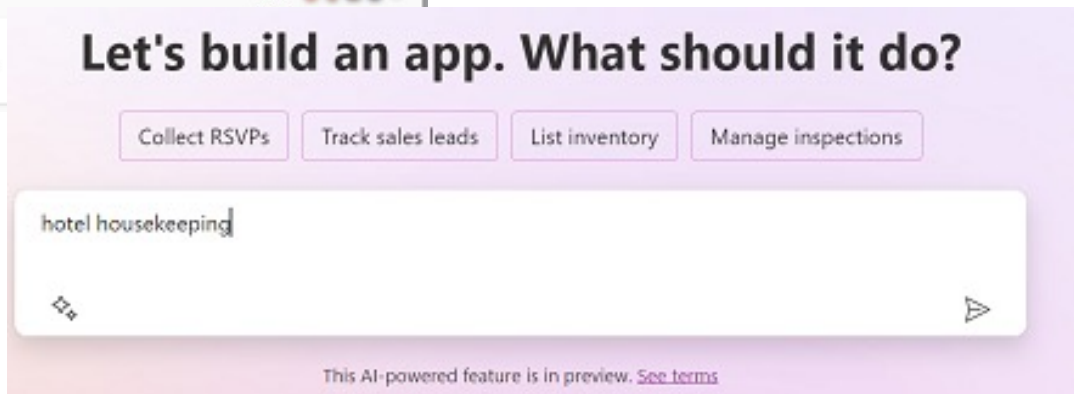 Let's build an app. What should it do?
Collect RSVPs Track sales leads List inventory Manage inspections
hotel housekeeping
This AI-powered feature is in preview. See terms